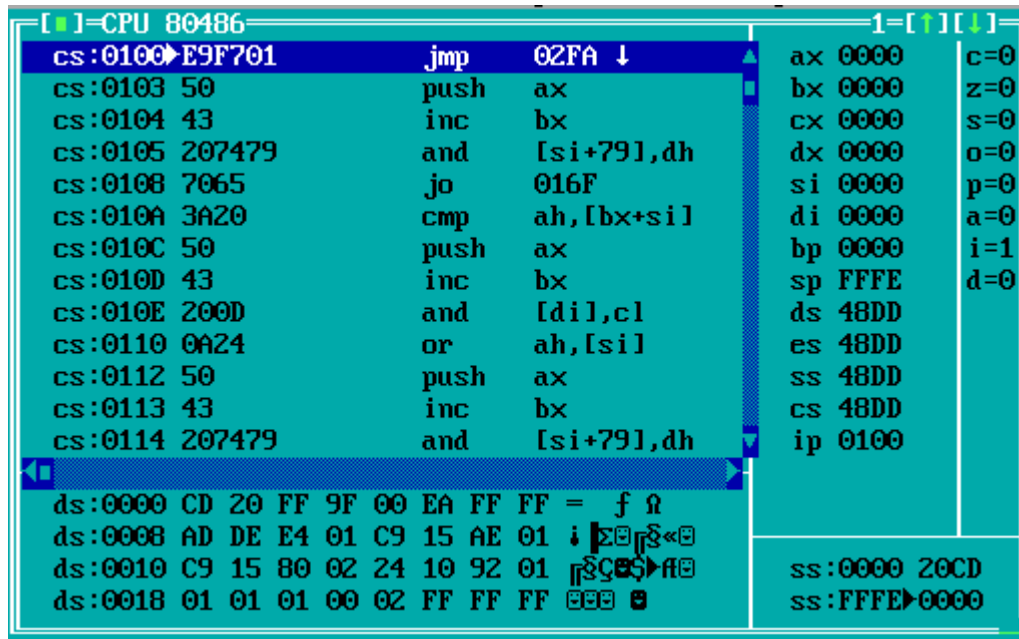 [■]=CPU 80486 1=[↑][↓]
cs:0100►E9F701 jmp 02FA ↓ ax 0000 c=0
cs:0103 50 push ax bx 0000 z=0
cs:0104 43 inc bx cx 0000 s=0
cs:0105 207479 and [si+79],dh dx 0000 o=0
cs:0108 7065 jo 016F si 0000 p=0
cs:010A 3A20 cmp ah,[bx+si] di 0000 a=0
cs:010C 50 push ax bp 0000 i=1
cs:010D 43 inc bx sp FFFE d=0
cs:010E 200D and [di],cl ds 48DD
cs:0110 0A24 or ah,[si] es 48DD
cs:0112 50 push ax ss 48DD
cs:0113 43 inc bx cs 48DD
cs:0114 207479 and [si+79],dh ip 0100
ds:0000 CD 20 FF 9F 00 EA FF FF = ƒ Ω
ds:0008 AD DE E4 01 C9 15 AE 01 ¡▐Σ☺╔§«☺
ds:0010 C9 15 80 02 24 10 92 01 ╔§Ç☻$►Æ☺ ss:0000 20CD
ds:0018 01 01 01 00 02 FF FF FF ☺☺☺ ☻ ss:FFFE►0000